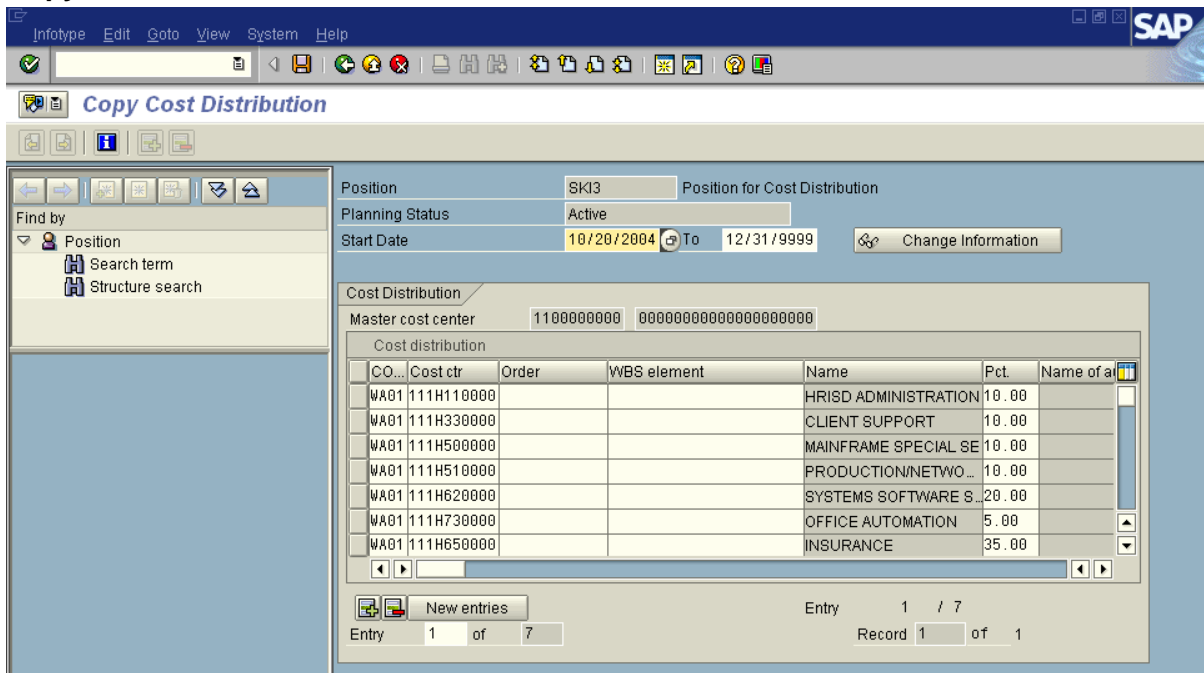 Infotype Edit Goto View System Help
SAP
Copy Cost Distribution
Find by
Position
Search term
Structure search
Position SKI3 Position for Cost Distribution
Planning Status Active
Start Date 10/20/2004 To 12/31/9999 Change Information
Cost Distribution
Master cost center 1100000000 00000000000000000000
Cost distribution
CO... Cost ctr Order WBS element Name Pct. Name of a
WA01 111H110000 HRISD ADMINISTRATION 10.00
WA01 111H330000 CLIENT SUPPORT 10.00
WA01 111H500000 MAINFRAME SPECIAL SE 10.00
WA01 111H510000 PRODUCTION/NETWO... 10.00
WA01 111H620000 SYSTEMS SOFTWARE S... 20.00
WA01 111H730000 OFFICE AUTOMATION 5.00
WA01 111H650000 INSURANCE 35.00
New entries Entry 1 / 7
Entry 1 of 7 Record 1 of 1